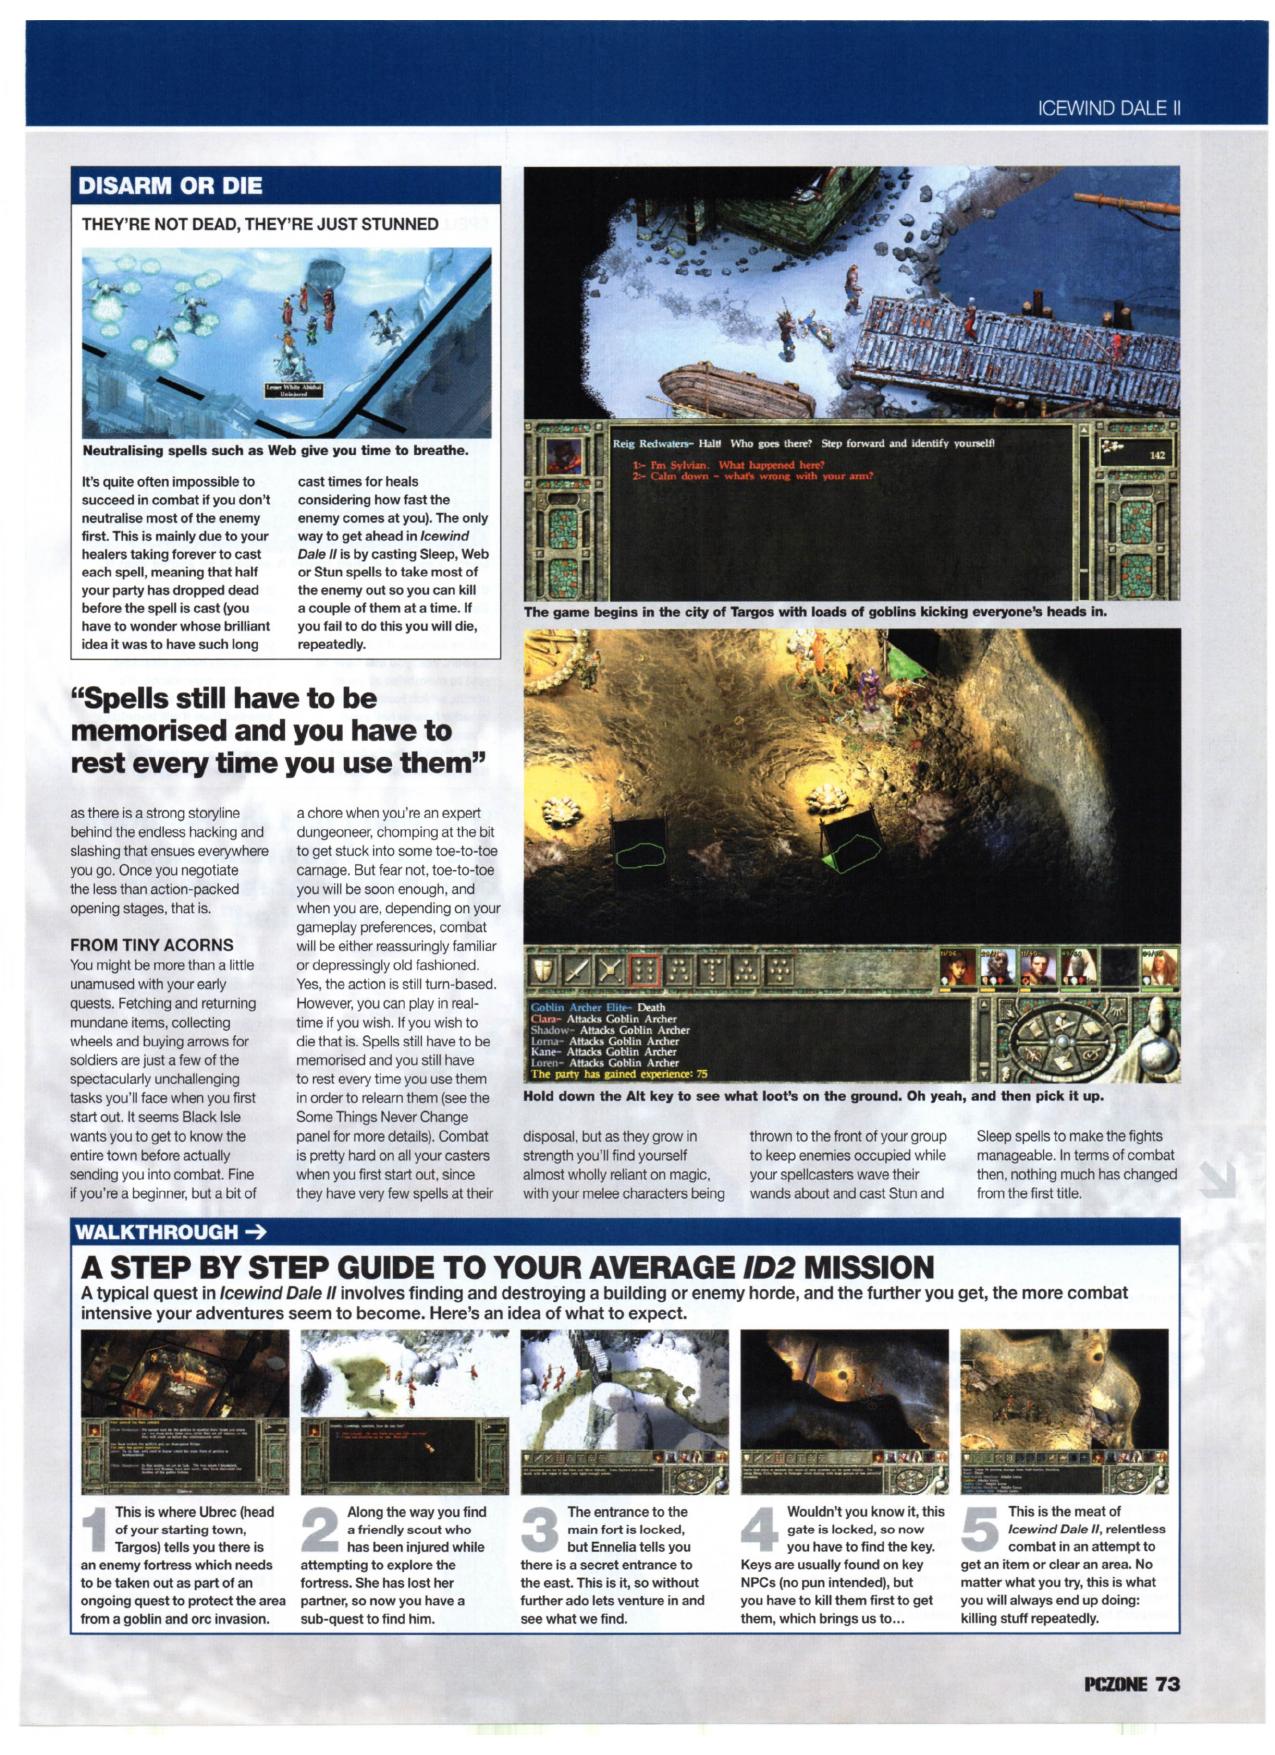 ICEWIND DALE II
DISARM OR DIE
THEY'RE NOT DEAD, THEY'RE JUST STUNNED
Lesser White Abishai
Uninjured
Neutralising spells such as Web give you time to breathe.
It's quite often impossible to
succeed in combat if you don't
neutralise most of the enemy
first. This is mainly due to your
healers taking forever to cast
each spell, meaning that half
your party has dropped dead
before the spell is cast (you
have to wonder whose brilliant
idea it was to have such long
cast times for heals
considering how fast the
enemy comes at you). The only
way to get ahead in Icewind
Dale II is by casting Sleep, Web
or Stun spells to take most of
the enemy out so you can kill
a couple of them at a time. If
you fail to do this you will die,
repeatedly.
Reig Redwaters- Halt! Who goes there? Step forward and identify yourself!
1:- I'm Sylvian. What happened here?
2:- Calm down - what's wrong with your arm?
142
The game begins in the city of Targos with loads of goblins kicking everyone's heads in.
"Spells still have to be
memorised and you have to
rest every time you use them"
as there is a strong storyline
behind the endless hacking and
slashing that ensues everywhere
you go. Once you negotiate
the less than action-packed
opening stages, that is.
FROM TINY ACORNS
You might be more than a little
unamused with your early
quests. Fetching and returning
mundane items, collecting
wheels and buying arrows for
soldiers are just a few of the
spectacularly unchallenging
tasks you'll face when you first
start out. It seems Black Isle
wants you to get to know the
entire town before actually
sending you into combat. Fine
if you're a beginner, but a bit of
a chore when you're an expert
dungeoneer, chomping at the bit
to get stuck into some toe-to-toe
carnage. But fear not, toe-to-toe
you will be soon enough, and
when you are, depending on your
gameplay preferences, combat
will be either reassuringly familiar
or depressingly old fashioned.
Yes, the action is still turn-based.
However, you can play in real-
time if you wish. If you wish to
die that is. Spells still have to be
memorised and you still have
to rest every time you use them
in order to relearn them (see the
Some Things Never Change
panel for more details). Combat
is pretty hard on all your casters
when you first start out, since
they have very few spells at their
Goblin Archer Elite- Death
Clara- Attacks Goblin Archer
Shadow- Attacks Goblin Archer
Lorna- Attacks Goblin Archer
Kane- Attacks Goblin Archer
Loren- Attacks Goblin Archer
The party has gained experience: 75
Hold down the Alt key to see what loot's on the ground. Oh yeah, and then pick it up.
disposal, but as they grow in
strength you'll find yourself
almost wholly reliant on magic,
with your melee characters being
thrown to the front of your group
to keep enemies occupied while
your spellcasters wave their
wands about and cast Stun and
Sleep spells to make the fights
manageable. In terms of combat
then, nothing much has changed
from the first title.
WALKTHROUGH →
A STEP BY STEP GUIDE TO YOUR AVERAGE ID2 MISSION
A typical quest in Icewind Dale II involves finding and destroying a building or enemy horde, and the further you get, the more combat
intensive your adventures seem to become. Here's an idea of what to expect.
1 This is where Ubrec (head
of your starting town,
Targos) tells you there is
an enemy fortress which needs
to be taken out as part of an
ongoing quest to protect the area
from a goblin and orc invasion.
2 Along the way you find
a friendly scout who
has been injured while
attempting to explore the
fortress. She has lost her
partner, so now you have a
sub-quest to find him.
3 The entrance to the
main fort is locked,
but Ennelia tells you
there is a secret entrance to
the east. This is it, so without
further ado lets venture in and
see what we find.
4 Wouldn't you know it, this
gate is locked, so now
you have to find the key.
Keys are usually found on key
NPCs (no pun intended), but
you have to kill them first to get
them, which brings us to...
5 This is the meat of
Icewind Dale II, relentless
combat in an attempt to
get an item or clear an area. No
matter what you try, this is what
you will always end up doing:
killing stuff repeatedly.
PCZONE 73